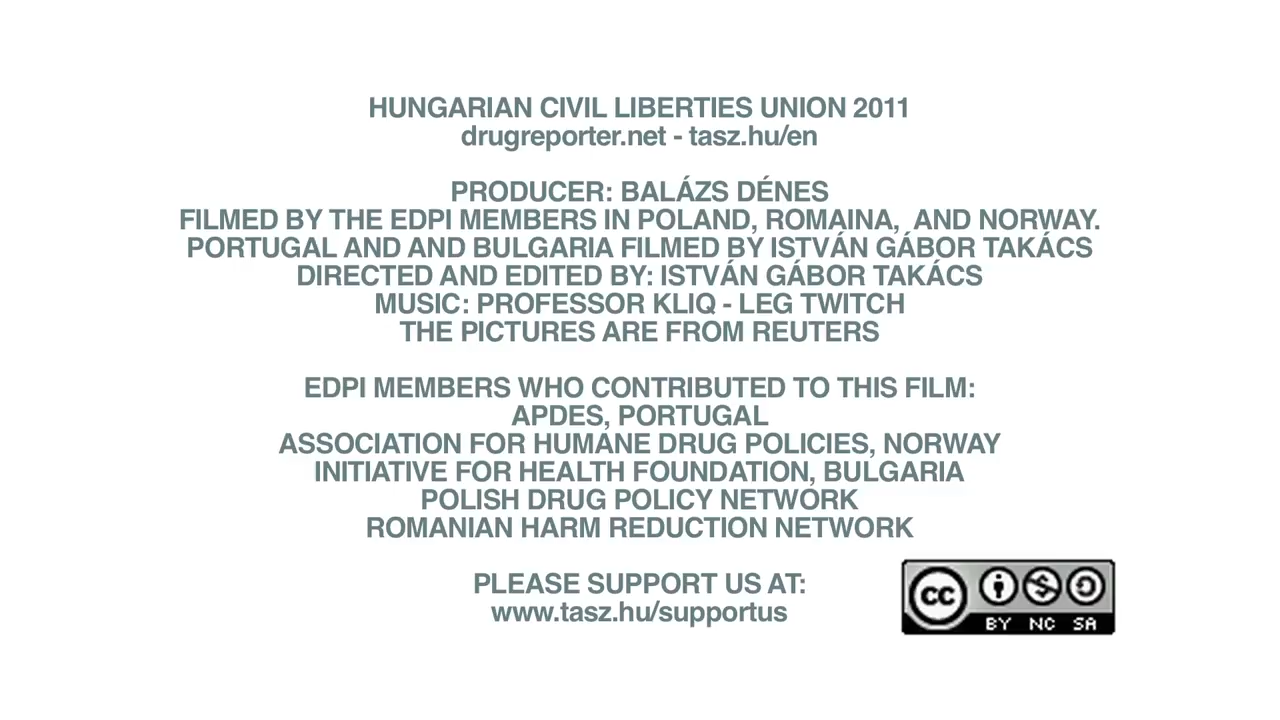 HUNGARIAN CIVIL LIBERTIES UNION 2011
drugreporter.net - tasz.hu/en
PRODUCER: BALÁZS DÉNES
FILMED BY THE EDPI MEMBERS IN POLAND, ROMAINA, AND NORWAY.
PORTUGAL AND AND BULGARIA FILMED BY ISTVÁN GÁBOR TAKÁCS
DIRECTED AND EDITED BY: ISTVÁN GÁBOR TAKÁCS
MUSIC: PROFESSOR KLIQ - LEG TWITCH
THE PICTURES ARE FROM REUTERS
EDPI MEMBERS WHO CONTRIBUTED TO THIS FILM:
APDES, PORTUGAL
ASSOCIATION FOR HUMANE DRUG POLICIES, NORWAY
INITIATIVE FOR HEALTH FOUNDATION, BULGARIA
POLISH DRUG POLICY NETWORK
ROMANIAN HARM REDUCTION NETWORK
PLEASE SUPPORT US AT:
www.tasz.hu/supportus
cc
BY NC SA